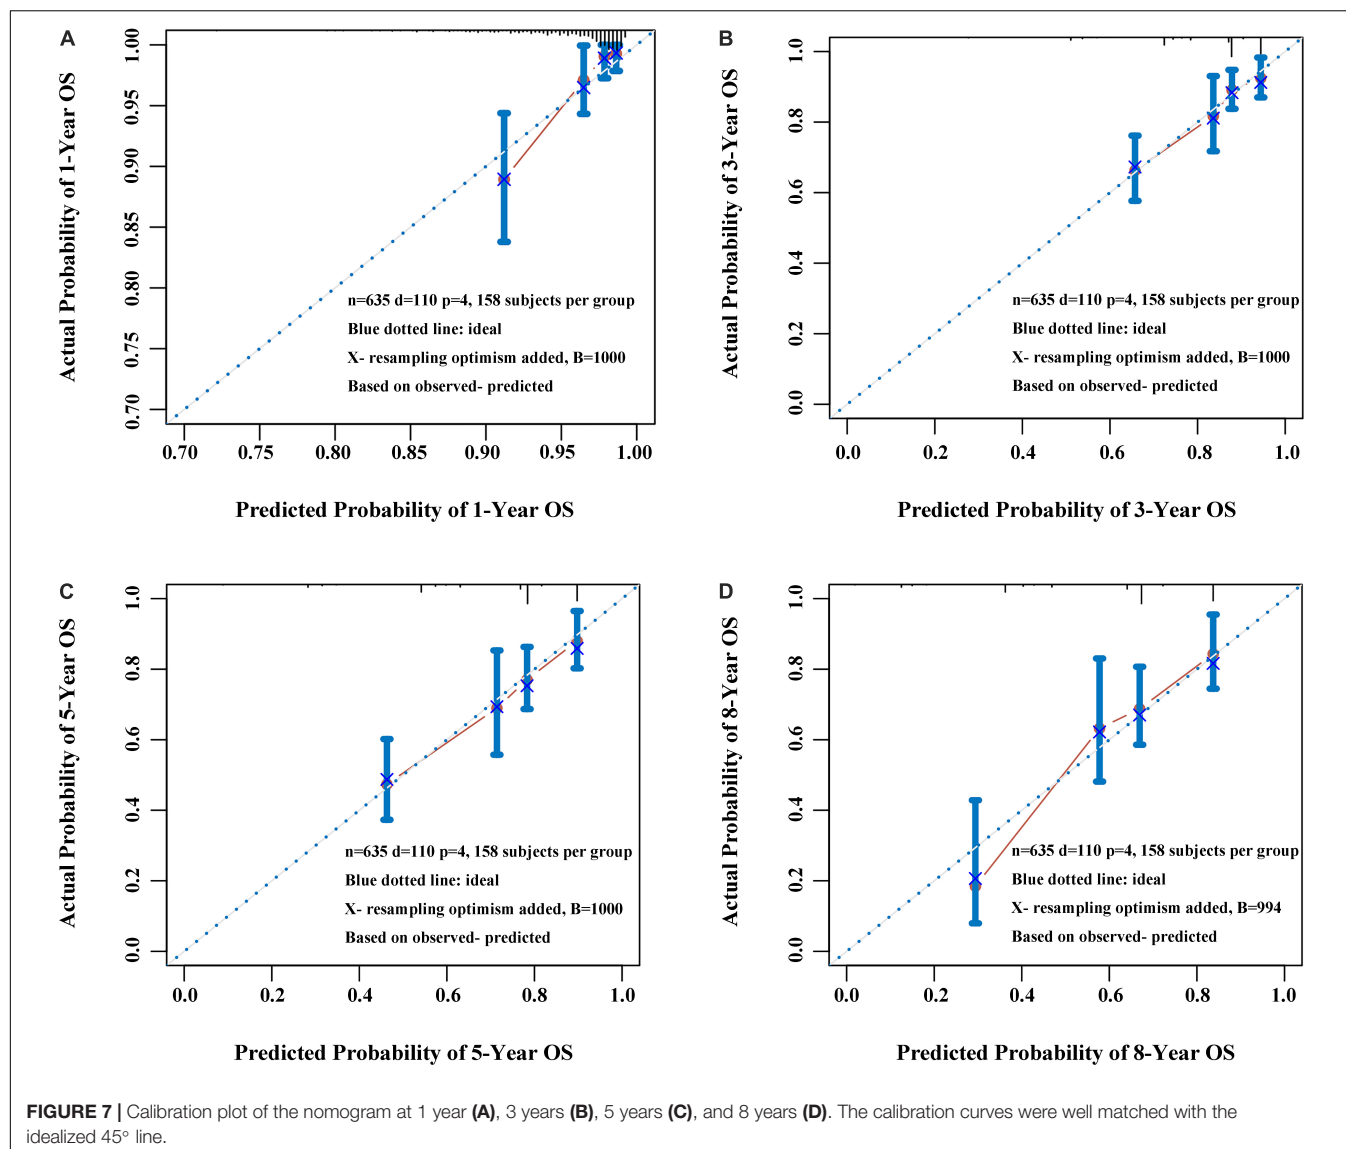 A
Actual Probability of 1-Year OS
1.00
0.95
0.90
0.85
0.80
0.75
0.70
n=635 d=110 p=4, 158 subjects per group
Blue dotted line: ideal
X- resampling optimism added, B=1000
Based on observed- predicted
0.70 0.75 0.80 0.85 0.90 0.95 1.00
Predicted Probability of 1-Year OS
B
Actual Probability of 3-Year OS
1.0
0.8
0.6
0.4
0.2
0.0
n=635 d=110 p=4, 158 subjects per group
Blue dotted line: ideal
X- resampling optimism added, B=1000
Based on observed- predicted
0.0 0.2 0.4 0.6 0.8 1.0
Predicted Probability of 3-Year OS
C
Actual Probability of 5-Year OS
1.0
0.8
0.6
0.4
0.2
0.0
n=635 d=110 p=4, 158 subjects per group
Blue dotted line: ideal
X- resampling optimism added, B=1000
Based on observed- predicted
0.0 0.2 0.4 0.6 0.8 1.0
Predicted Probability of 5-Year OS
D
Actual Probability of 8-Year OS
1.0
0.8
0.6
0.4
0.2
0.0
n=635 d=110 p=4, 158 subjects per group
Blue dotted line: ideal
X- resampling optimism added, B=994
Based on observed- predicted
0.0 0.2 0.4 0.6 0.8 1.0
Predicted Probability of 8-Year OS
FIGURE 7 | Calibration plot of the nomogram at 1 year (A), 3 years (B), 5 years (C), and 8 years (D). The calibration curves were well matched with the
idealized 45° line.